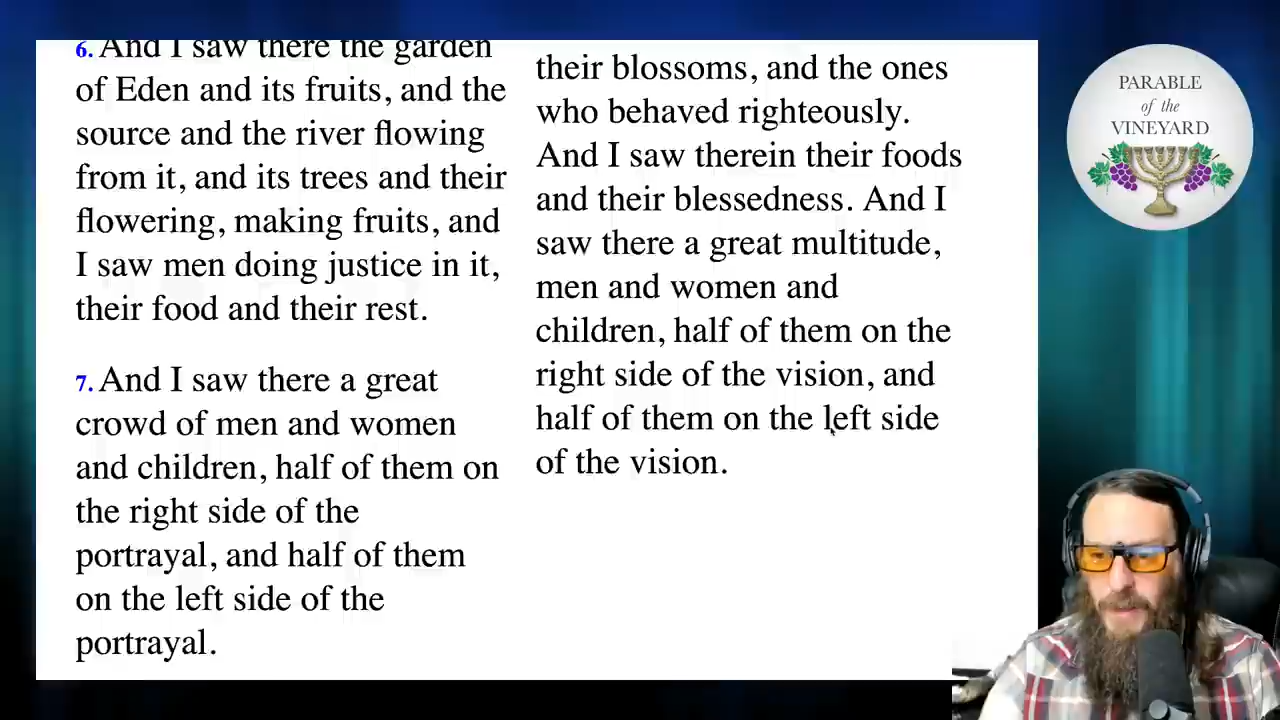 6. And I saw there the garden
of Eden and its fruits, and the
source and the river flowing
from it, and its trees and their
flowering, making fruits, and
I saw men doing justice in it,
their food and their rest.
7. And I saw there a great
crowd of men and women
and children, half of them on
the right side of the
portrayal, and half of them
on the left side of the
portrayal.
their blossoms, and the ones
who behaved righteously.
And I saw therein their foods
and their blessedness. And I
saw there a great multitude,
men and women and
children, half of them on the
right side of the vision, and
half of them on the left side
of the vision.
PARABLE
of the
VINEYARD